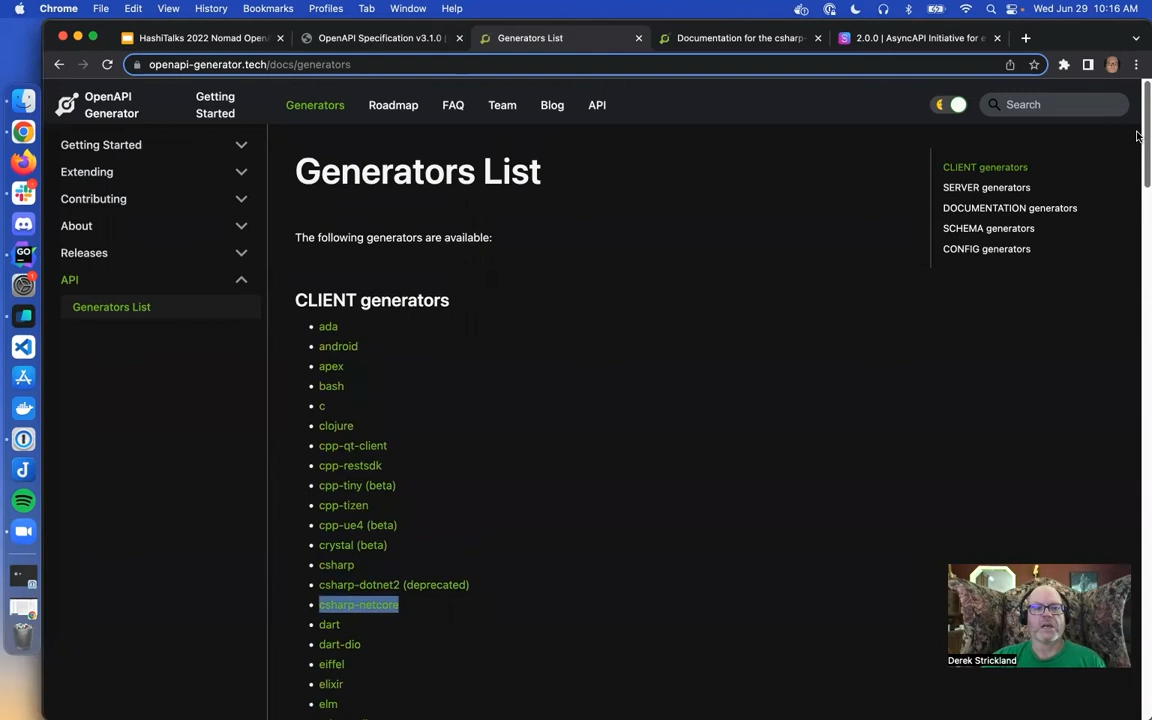 Chrome File Edit View History Bookmarks Profiles Tab Window Help Wed Jun 29 10:16 AM
HashiTalks 2022 Nomad Open OpenAPI Specification v3.1.0 Generators List Documentation for the csharp- 2.0.0 | AsyncAPI Initiative for e
openapi-generator.tech/docs/generators
OpenAPI Generator Getting Started Generators Roadmap FAQ Team Blog API Search
Getting Started
Extending
Contributing
About
Releases
API
Generators List
Generators List
The following generators are available:
CLIENT generators
ada
android
apex
bash
c
clojure
cpp-qt-client
cpp-restsdk
cpp-tiny (beta)
cpp-tizen
cpp-ue4 (beta)
crystal (beta)
csharp
csharp-dotnet2 (deprecated)
csharp-netcore
dart
dart-dio
eiffel
elixir
elm
CLIENT generators
SERVER generators
DOCUMENTATION generators
SCHEMA generators
CONFIG generators
Derek Strickland